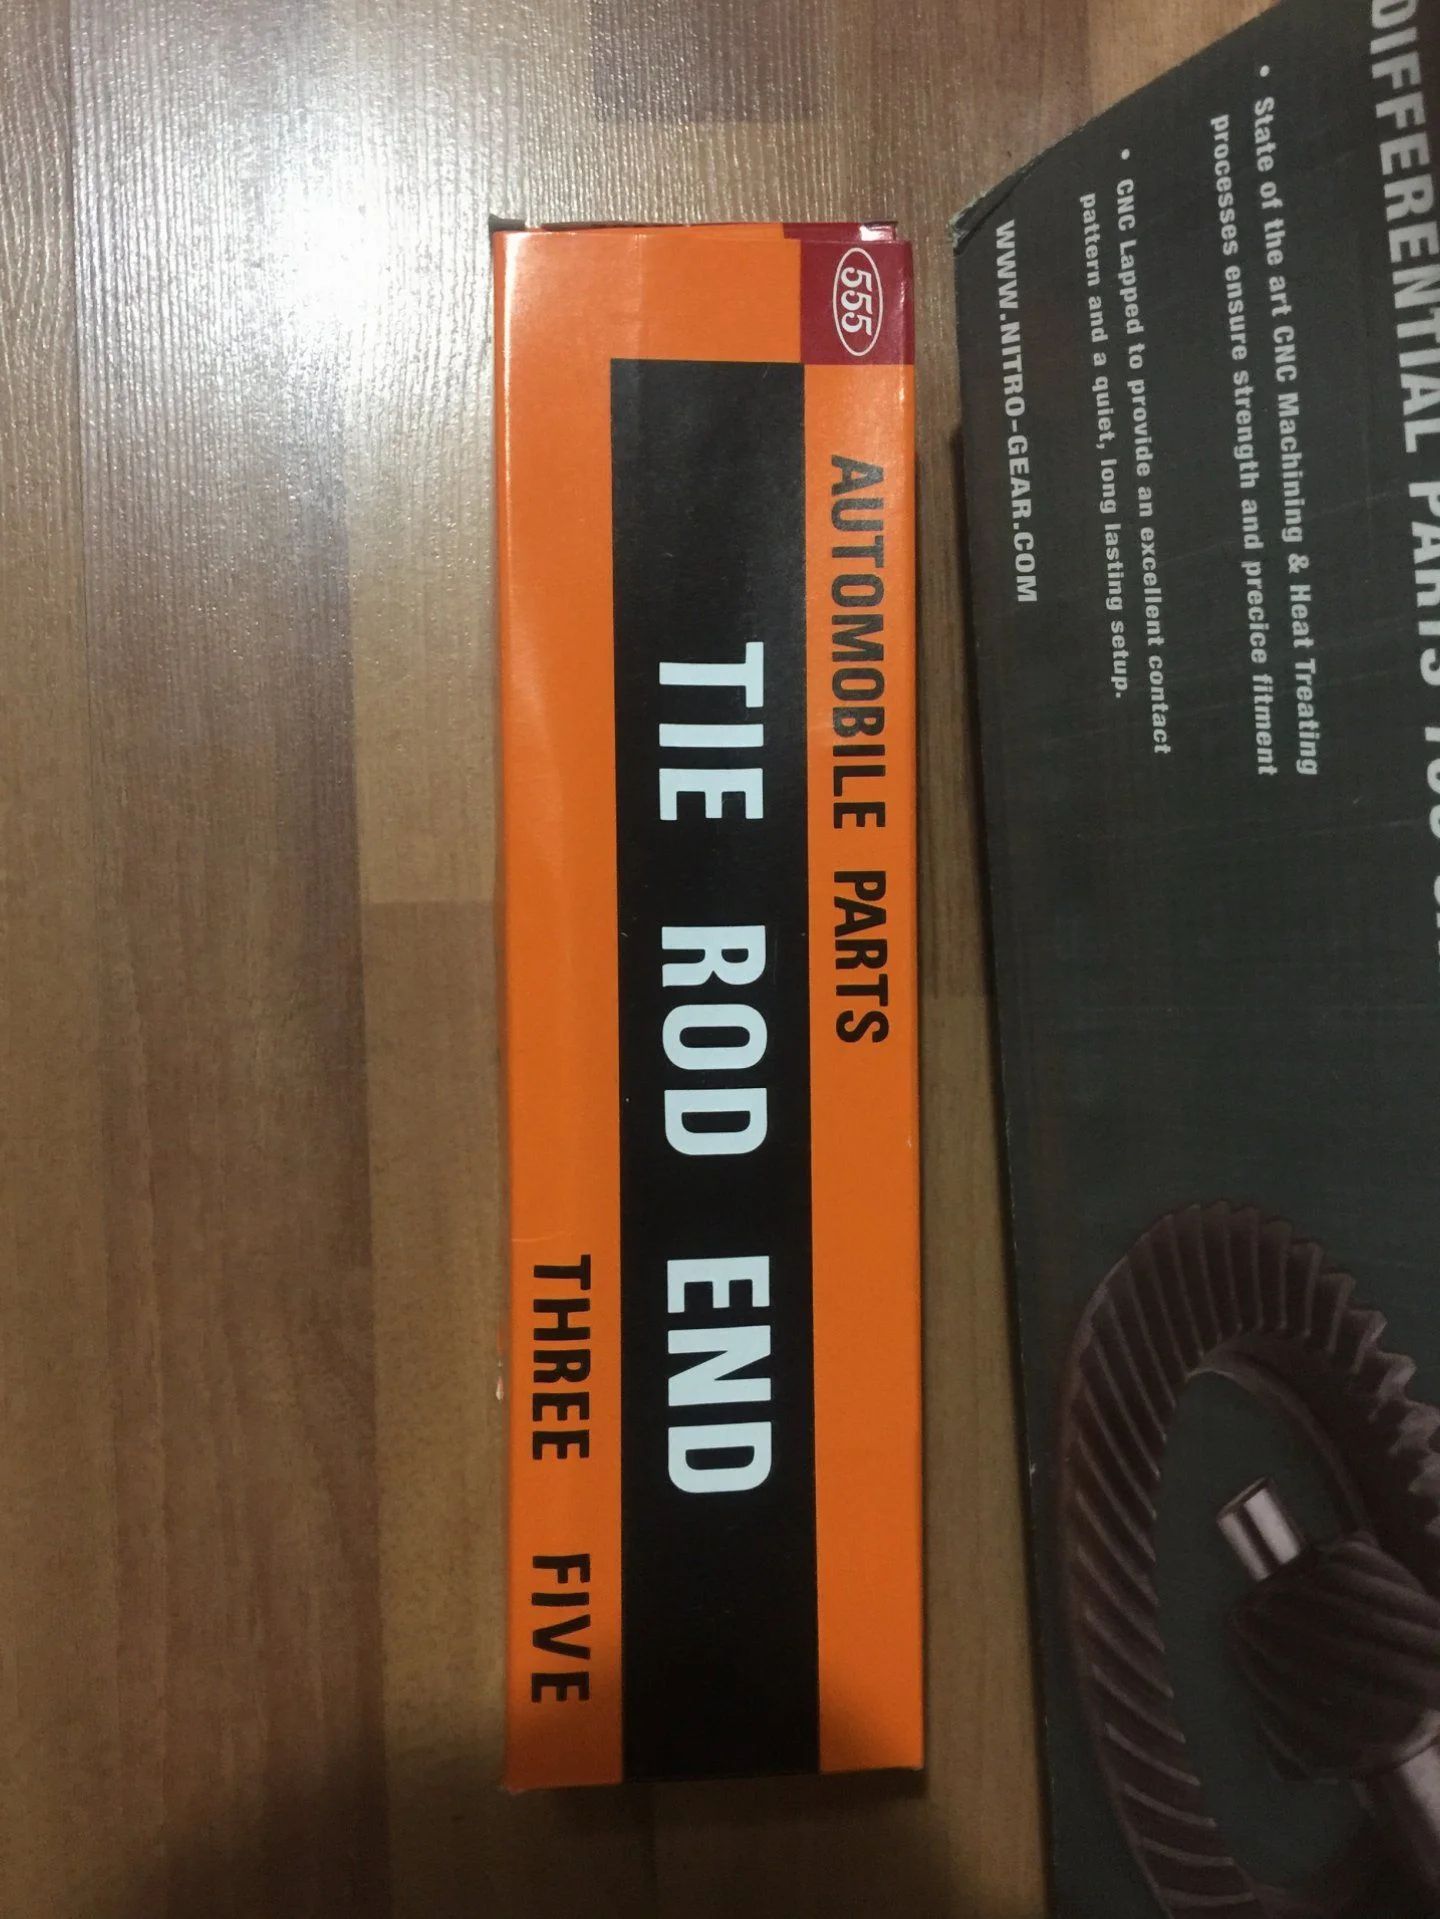 555
AUTOMOBILE PARTS
TIE ROD END
THREE FIVE
DIFFERENTIAL PARTS
• State of the art CNC Machining & Heat Treating
processes ensure strength and precice fitment
• CNC Lapped to provide an excellent contact
pattern and a quiet, long lasting setup.
WWW.NITRO-GEAR.COM